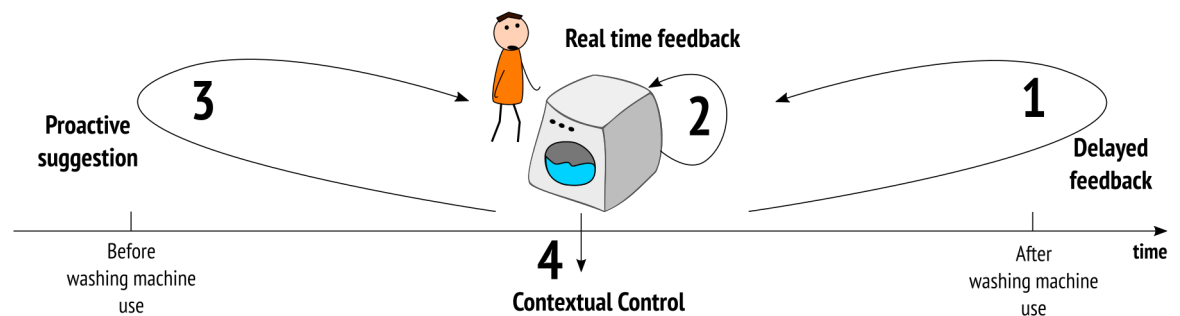 Real time feedback
3
2
1
Proactive
suggestion
Delayed
feedback
Before
washing machine
use
4
Contextual Control
After
washing machine
use
time